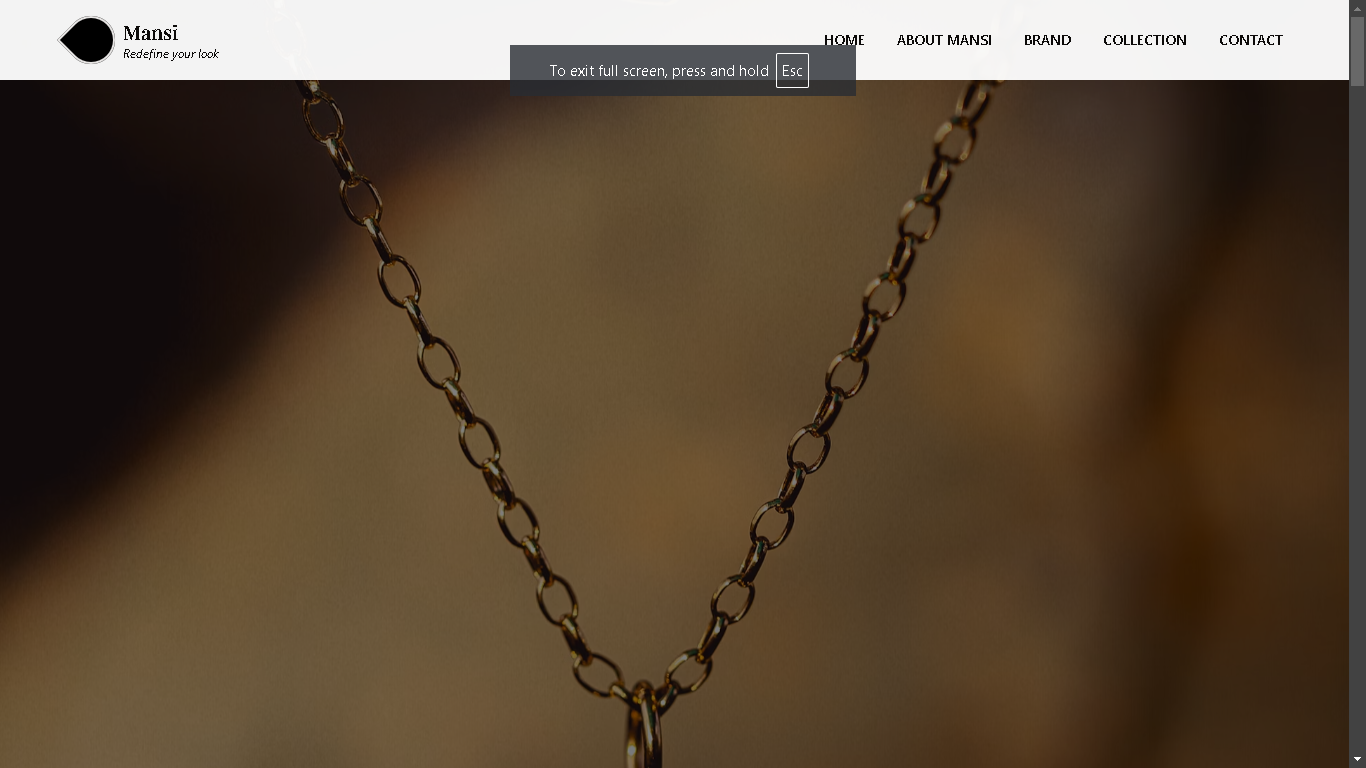 Mansi
Redefine your look
HOME ABOUT MANSI BRAND COLLECTION CONTACT
To exit full screen, press and hold Esc